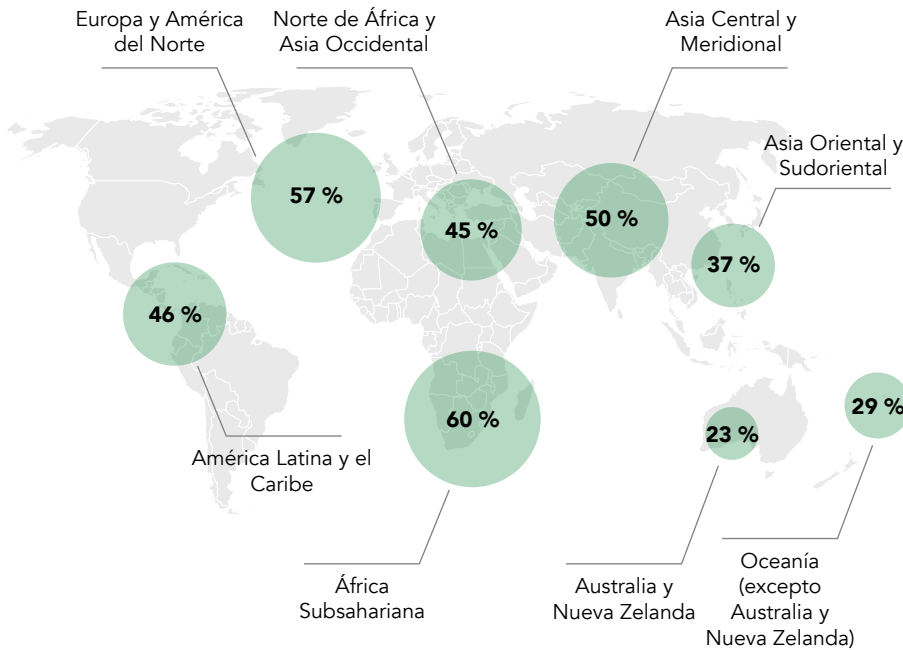 Europa y América
del Norte
Norte de África y
Asia Occidental
Asia Central y
Meridional
Asia Oriental y
Sudoriental
57 %
45 %
50 %
37 %
46 %
60 %
23 %
29 %
América Latina y el
Caribe
África
Subsahariana
Australia y
Nueva Zelanda
Oceanía
(excepto
Australia y
Nueva Zelanda)